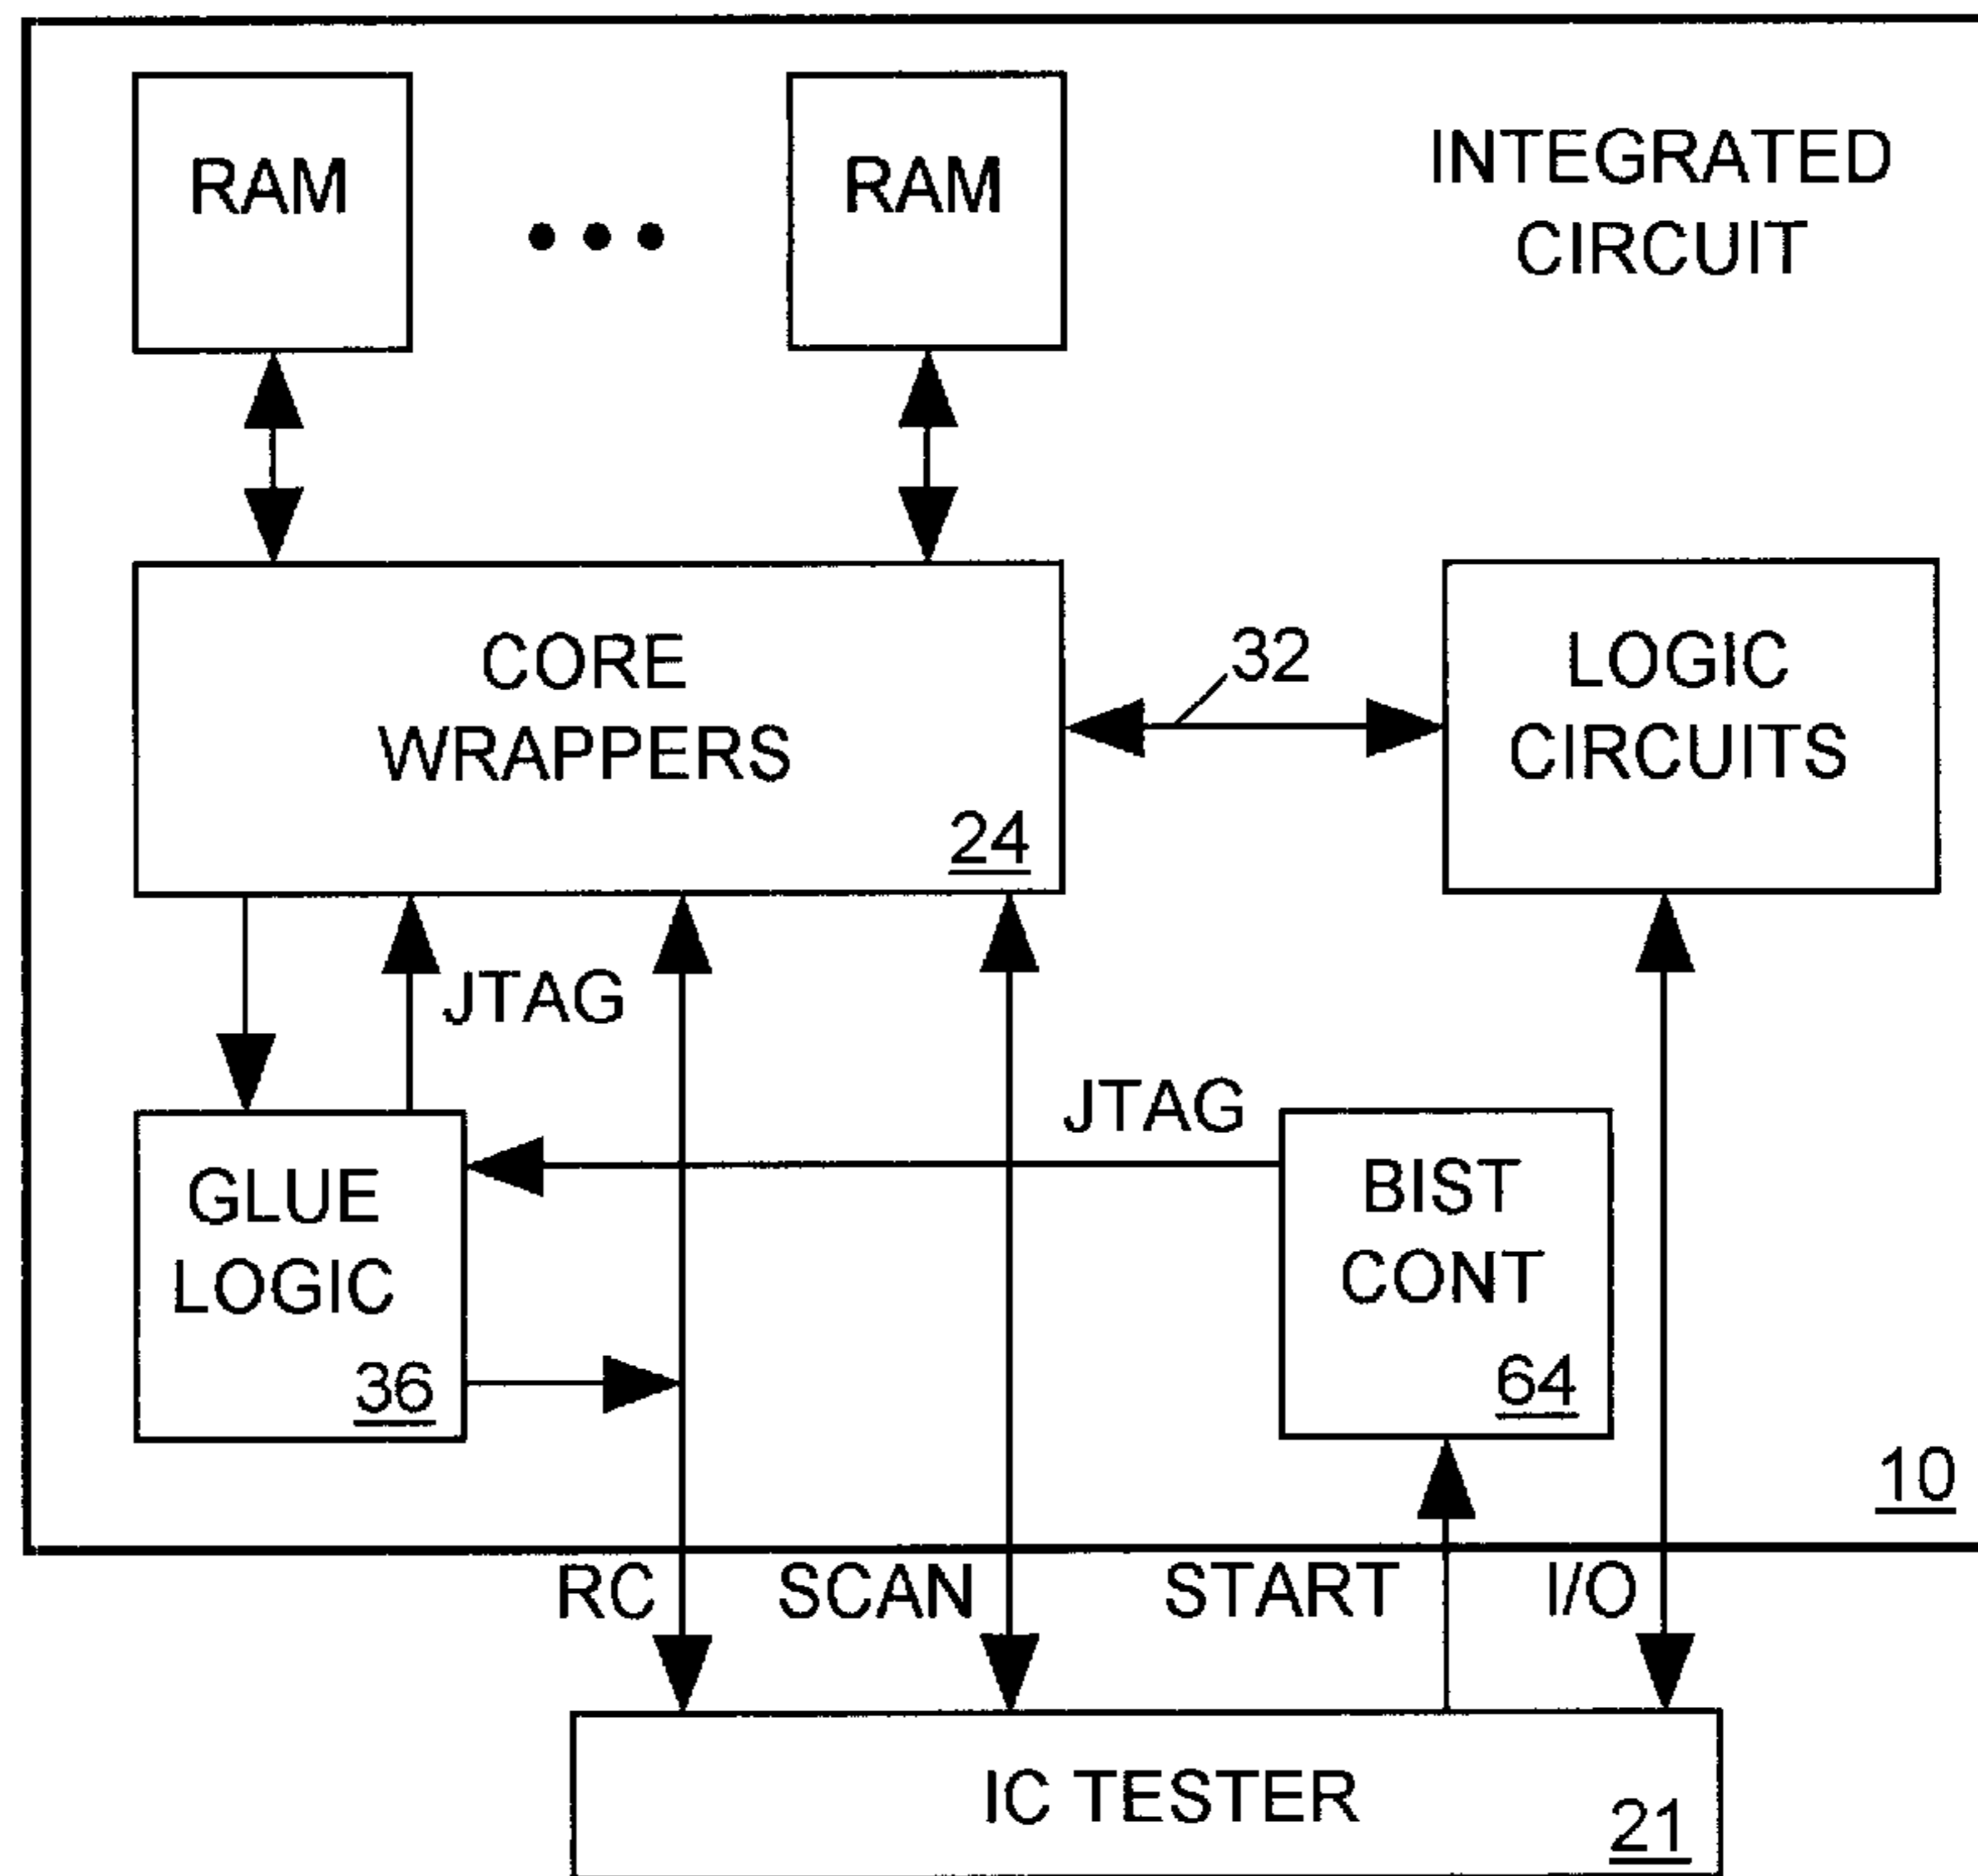 RAM
RAM
INTEGRATED
CIRCUIT
CORE
WRAPPERS
24
32
LOGIC
CIRCUITS
JTAG
JTAG
GLUE
LOGIC
36
BIST
CONT
64
10
RC
SCAN
START
I/O
IC TESTER
21